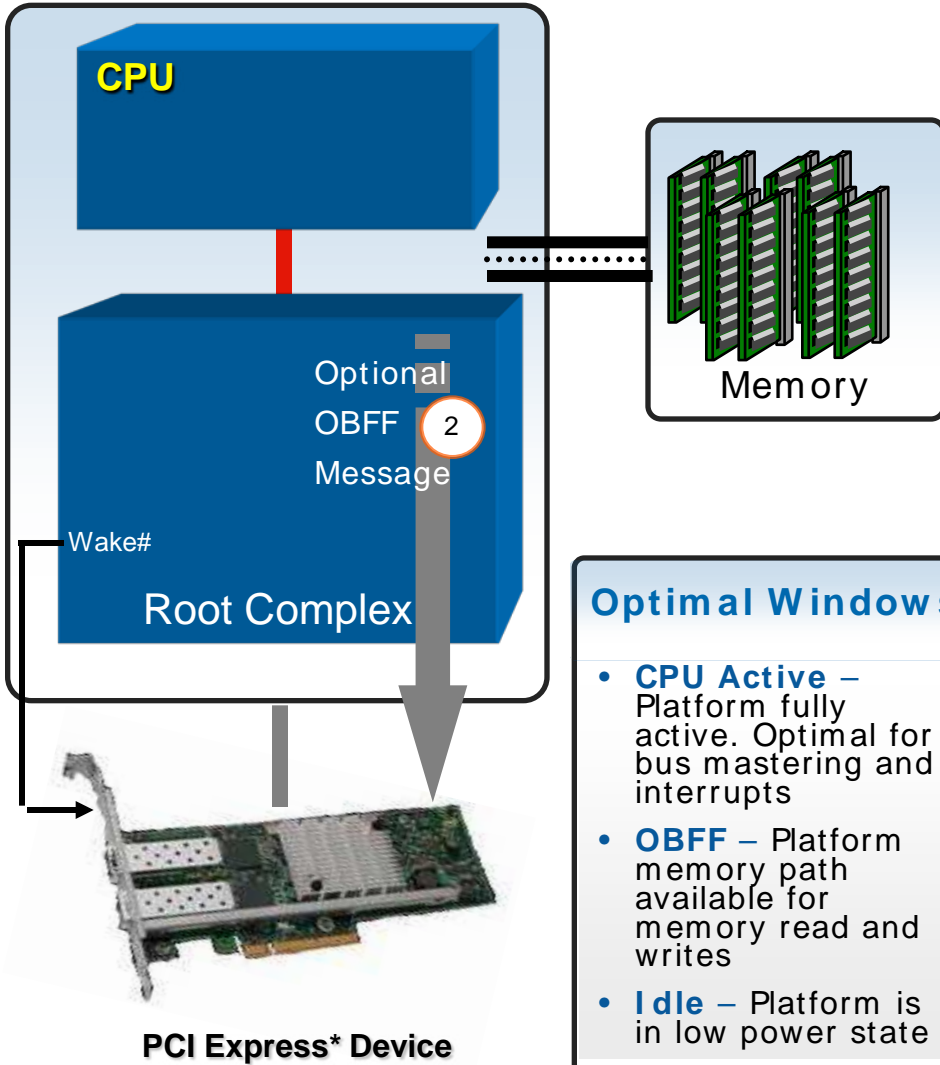 CPU
Memory
Optional
OBFF 2
Message
Wake#
Root Complex
PCI Express* Device
Optimal Windows
• CPU Active –
Platform fully
active. Optimal for
bus mastering and
interrupts
• OBFF – Platform
memory path
available for
memory read and
writes
• Idle – Platform is
in low power state